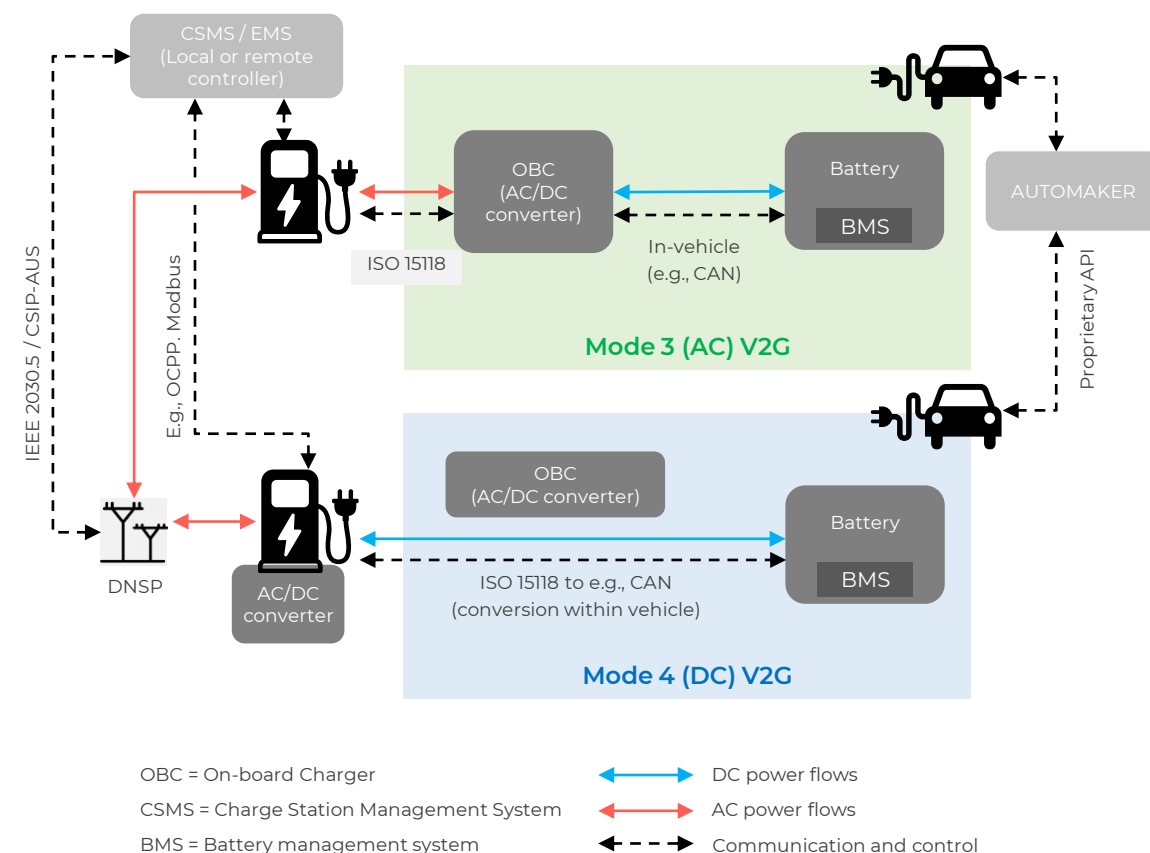 CSMS / EMS
(Local or remote
controller)
OBC
(AC/DC
converter)
Battery
BMS
AUTOMAKER
ISO 15118
In-vehicle
(e.g., CAN)
Mode 3 (AC) V2G
IEEE 2030.5 / CSIP-AUS
E.g., OCPP. Modbus
Proprietary API
OBC
(AC/DC converter)
Battery
BMS
DNSP
AC/DC
converter
ISO 15118 to e.g., CAN
(conversion within vehicle)
Mode 4 (DC) V2G
OBC = On-board Charger
DC power flows
CSMS = Charge Station Management System
AC power flows
BMS = Battery management system
Communication and control